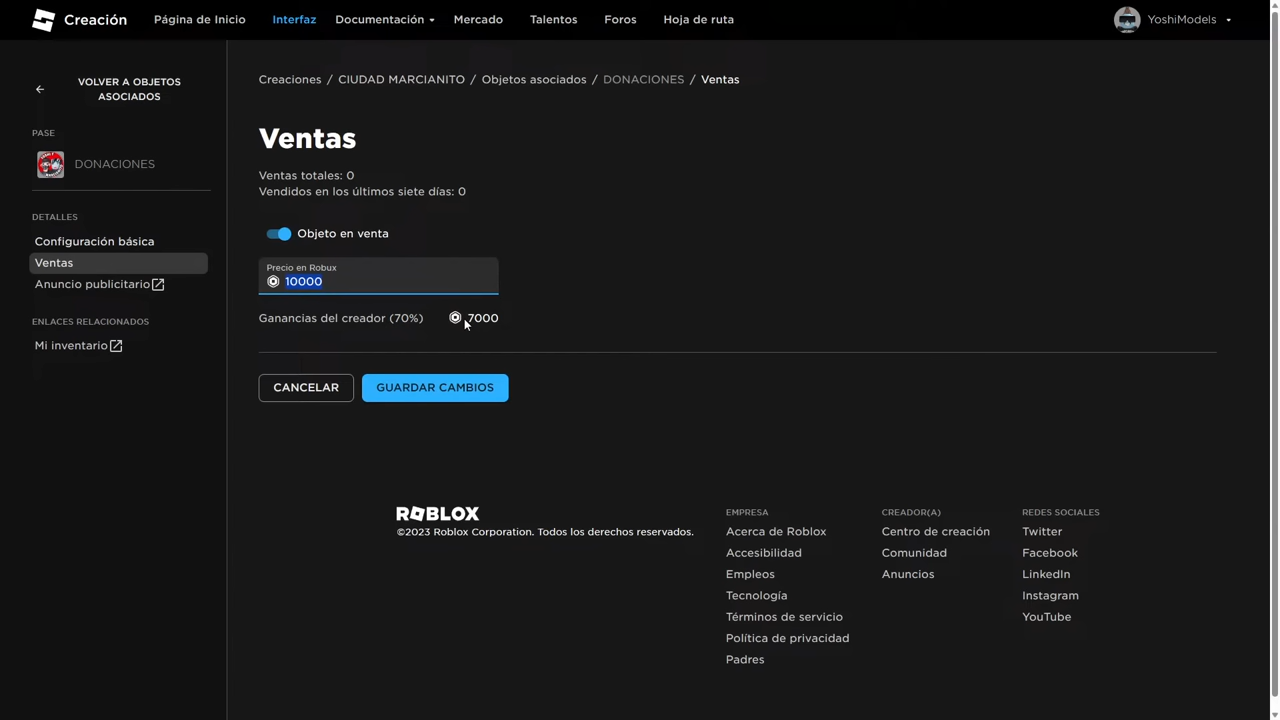 Creación
Página de Inicio
Interfaz
Documentación
Mercado
Talentos
Foros
Hoja de ruta
YoshiModels
VOLVER A OBJETOS
ASOCIADOS
PASE
DONACIONES
DETALLES
Configuración básica
Ventas
Anuncio publicitario
ENLACES RELACIONADOS
Mi inventario
Creaciones / CIUDAD MARCIANITO / Objetos asociados / DONACIONES / Ventas
Ventas
Ventas totales: 0
Vendidos en los últimos siete días: 0
Objeto en venta
Precio en Robux
10000
Ganancias del creador (70%) 7000
CANCELAR
GUARDAR CAMBIOS
ROBLOX
©2023 Roblox Corporation. Todos los derechos reservados.
EMPRESA
Acerca de Roblox
Accesibilidad
Empleos
Tecnología
Términos de servicio
Política de privacidad
Padres
CREADOR(A)
Centro de creación
Comunidad
Anuncios
REDES SOCIALES
Twitter
Facebook
LinkedIn
Instagram
YouTube